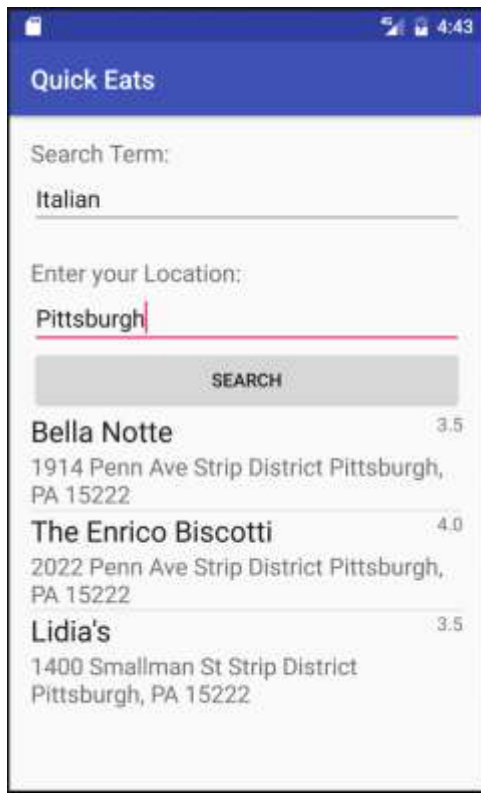 4:43
Quick Eats
Search Term:
Italian
Enter your Location:
Pittsburgh
SEARCH
Bella Notte
3.5
1914 Penn Ave Strip District Pittsburgh,
PA 15222
The Enrico Biscotti
4.0
2022 Penn Ave Strip District Pittsburgh,
PA 15222
Lidia's
3.5
1400 Smallman St Strip District
Pittsburgh, PA 15222